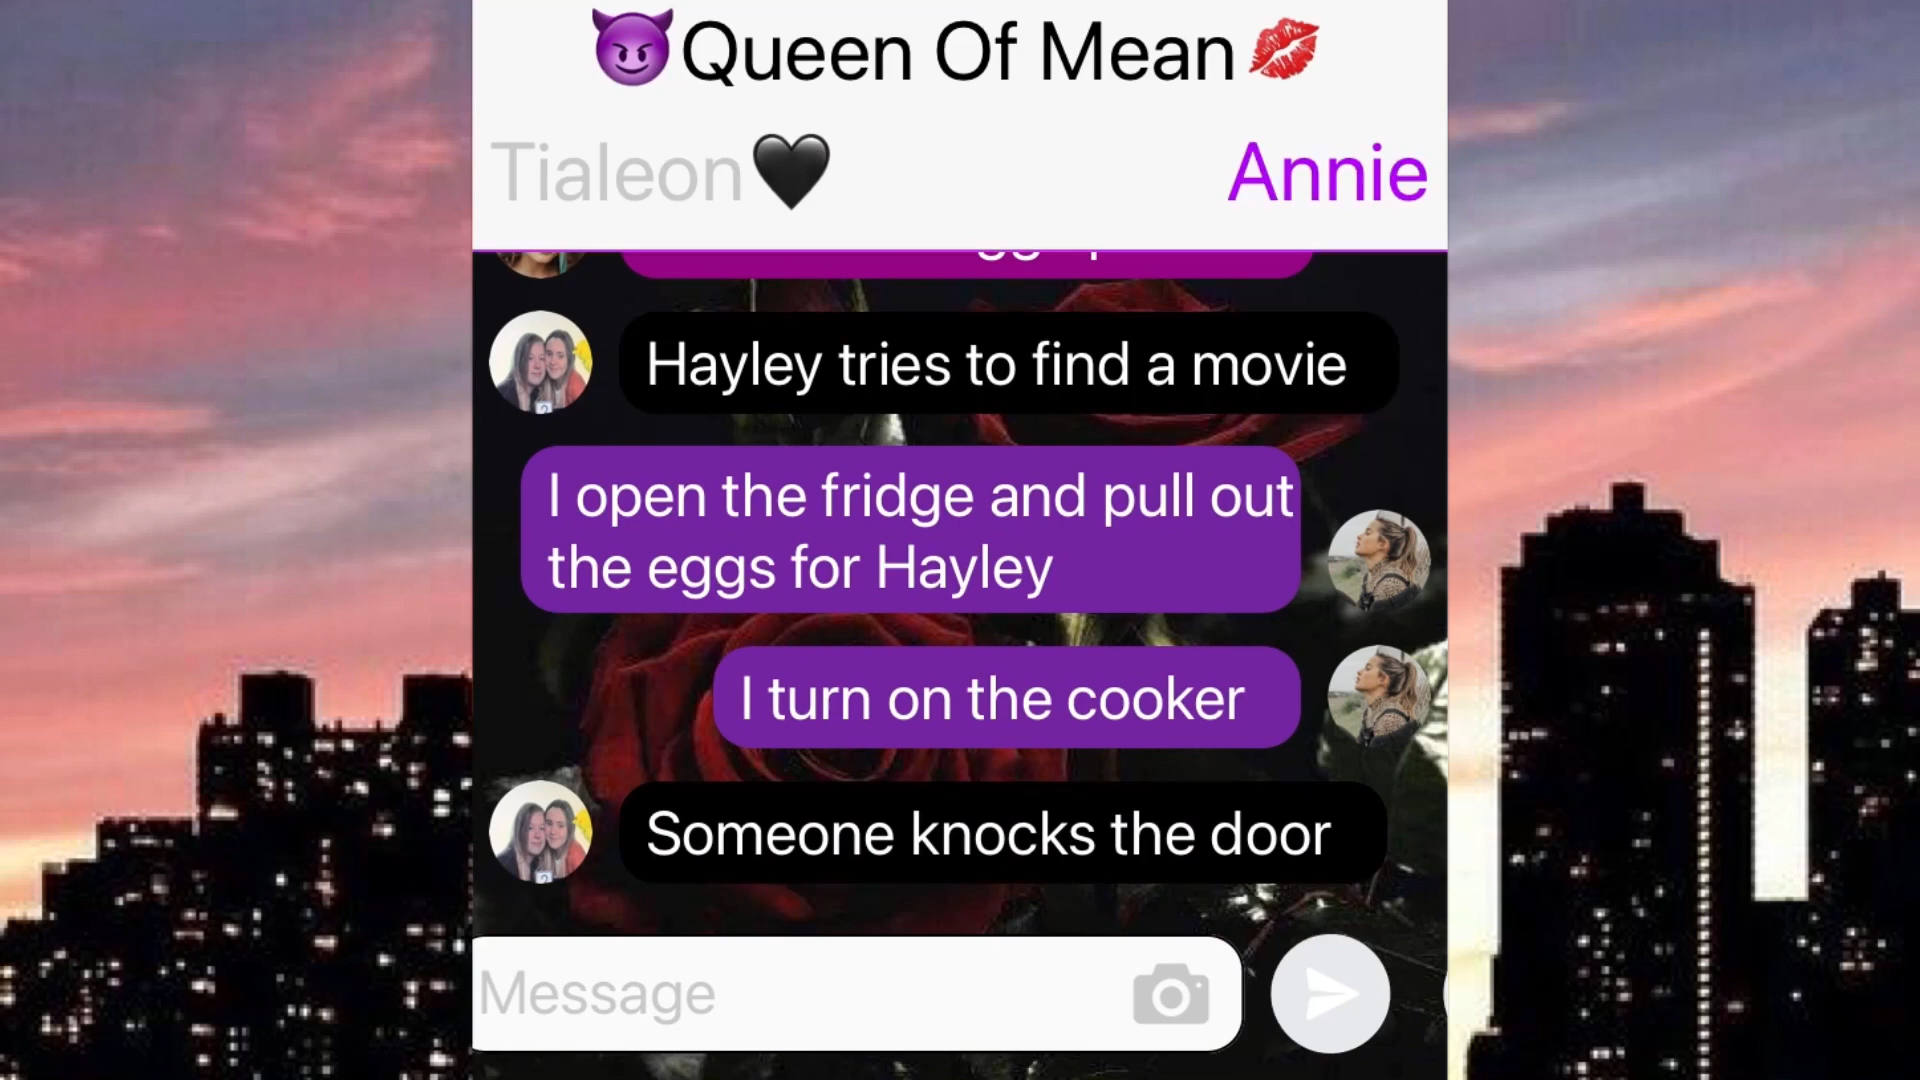 😈Queen Of Mean💋
Tialeon🖤
Annie
Hayley tries to find a movie
I open the fridge and pull out
the eggs for Hayley
I turn on the cooker
Someone knocks the door
Message